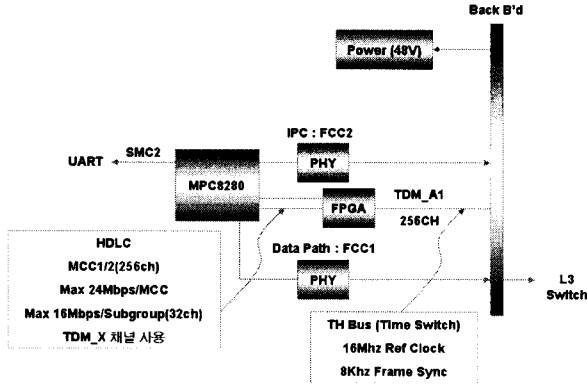 Back B'd
Power (48V)
IPC : FCC2
SMC2
UART
PHY
MPC8280
TDM_A1
FPGA
256CH
HDLC
MCC1/2(256ch)
Max 24Mbps/MCC
Max 16Mbps/Subgroup(32ch)
TDM_X 채널 사용
Data Path : FCC1
PHY
L3
Switch
TH Bus (Time Switch)
16Mhz Ref Clock
8Khz Frame Sync